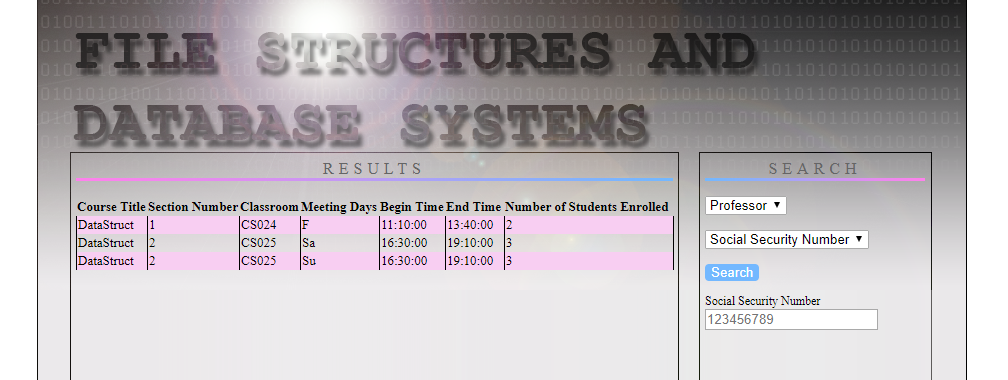 FILE STRUCTURES AND
DATABASE SYSTEMS
RESULTS
Course Title Section Number Classroom Meeting Days Begin Time End Time Number of Students Enrolled
DataStruct 1 CS024 F 11:10:00 13:40:00 2
DataStruct 2 CS025 Sa 16:30:00 19:10:00 3
DataStruct 2 CS025 Su 16:30:00 19:10:00 3
SEARCH
Professor
Social Security Number
Search
Social Security Number
123456789